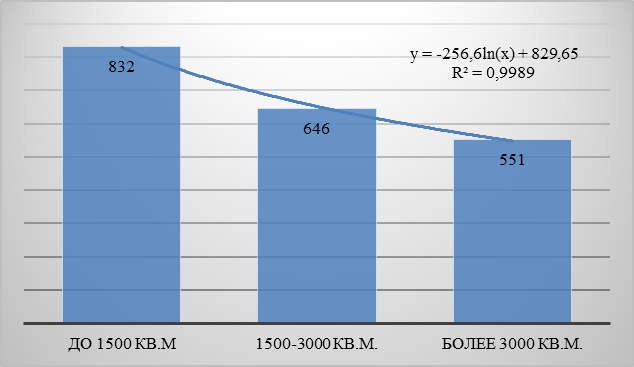 y = -256,6ln(x) + 829,65
R² = 0,9989
832
646
551
ДО 1500 КВ.М
1500-3000 КВ.М.
БОЛЕЕ 3000 КВ.М.